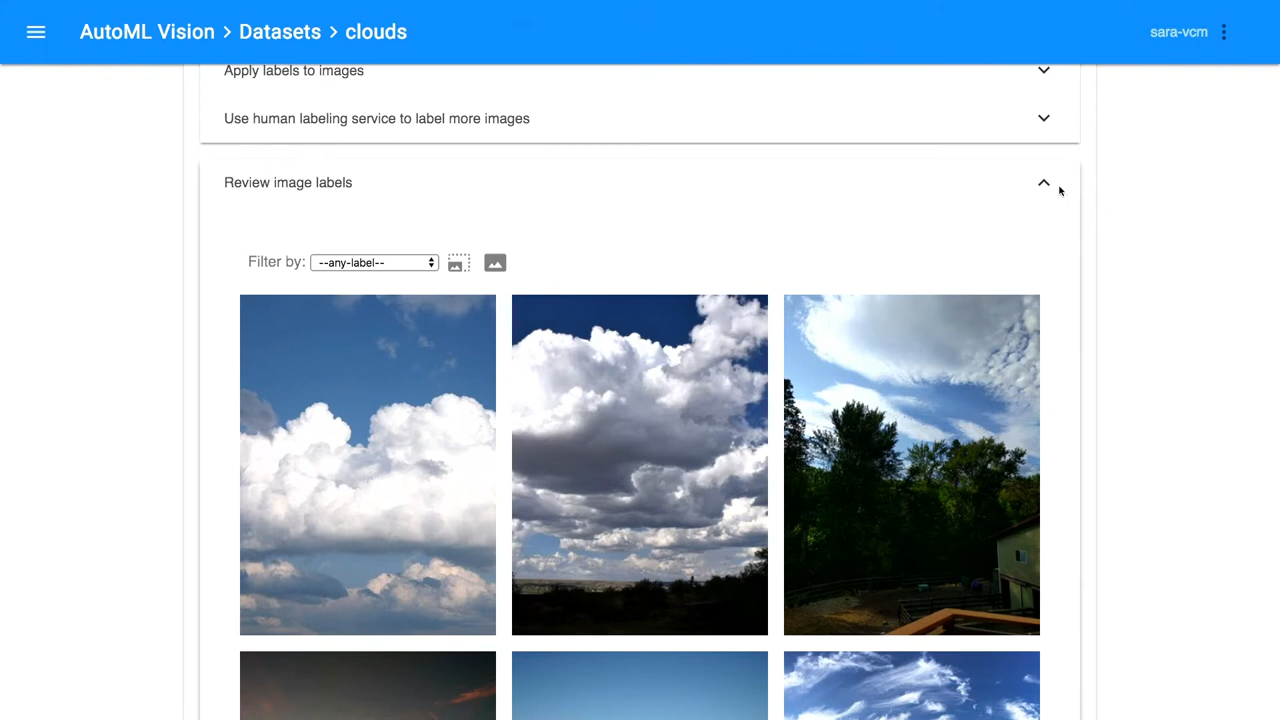 AutoML Vision > Datasets > clouds
sara-vcm
Apply labels to images
Use human labeling service to label more images
Review image labels
Filter by: --any-label--